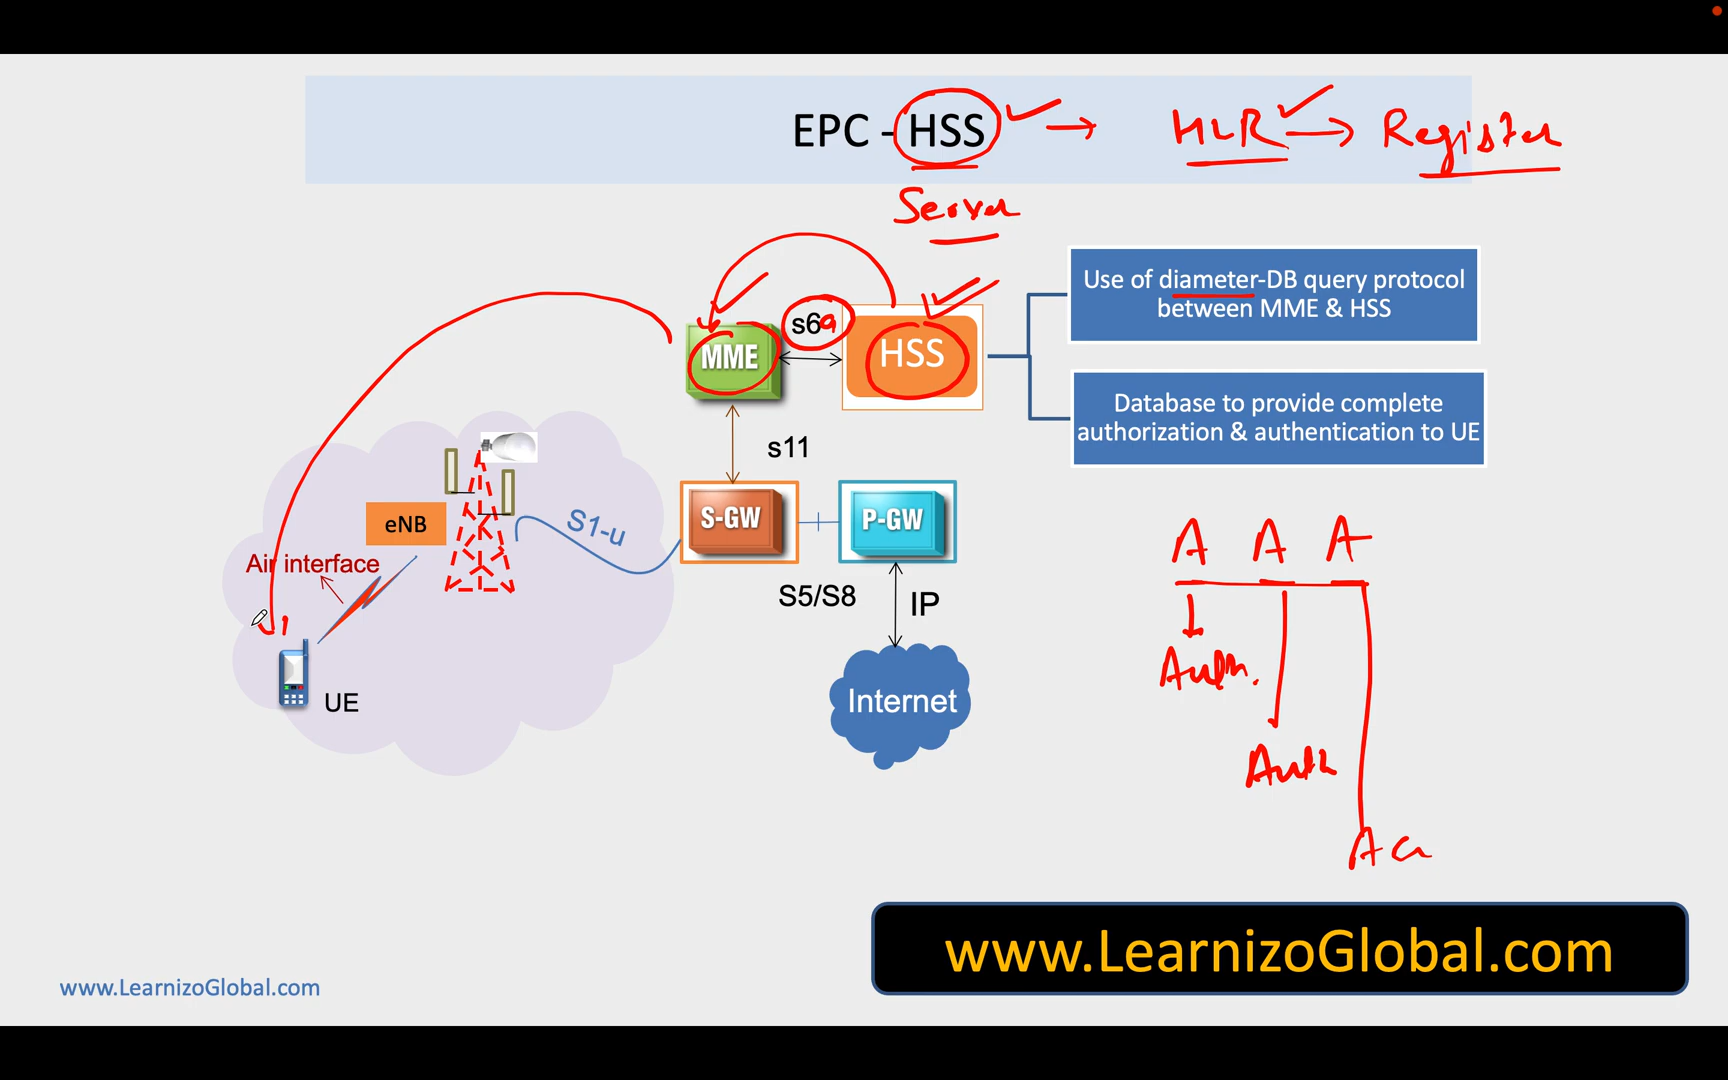 EPC - HSS → HLR → Register
Server
Use of diameter-DB query protocol
between MME & HSS
s6a
MME
HSS
Database to provide complete
authorization & authentication to UE
s11
eNB
S1-u
S-GW
P-GW
Air interface
A A A
S5/S8
IP
Auth.
UE
Internet
Auth
Acc
www.LearnizoGlobal.com
www.LearnizoGlobal.com